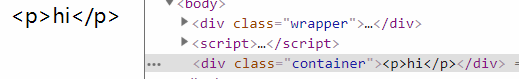 <p>hi</p>
<body>
<div class="wrapper">…</div>
<script>…</script>
<div class="container"><p>hi</p></div> =